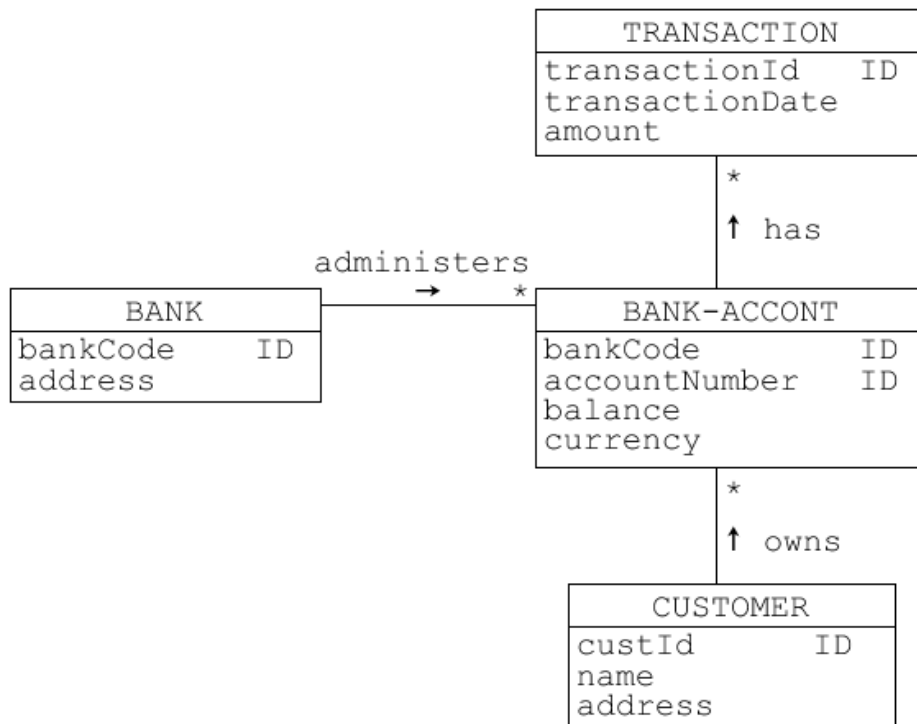 TRANSACTION
transactionId ID
transactionDate
amount
*
↑ has
administers
→ *
BANK
bankCode ID
address
BANK-ACCONT
bankCode ID
accountNumber ID
balance
currency
*
↑ owns
CUSTOMER
custId ID
name
address